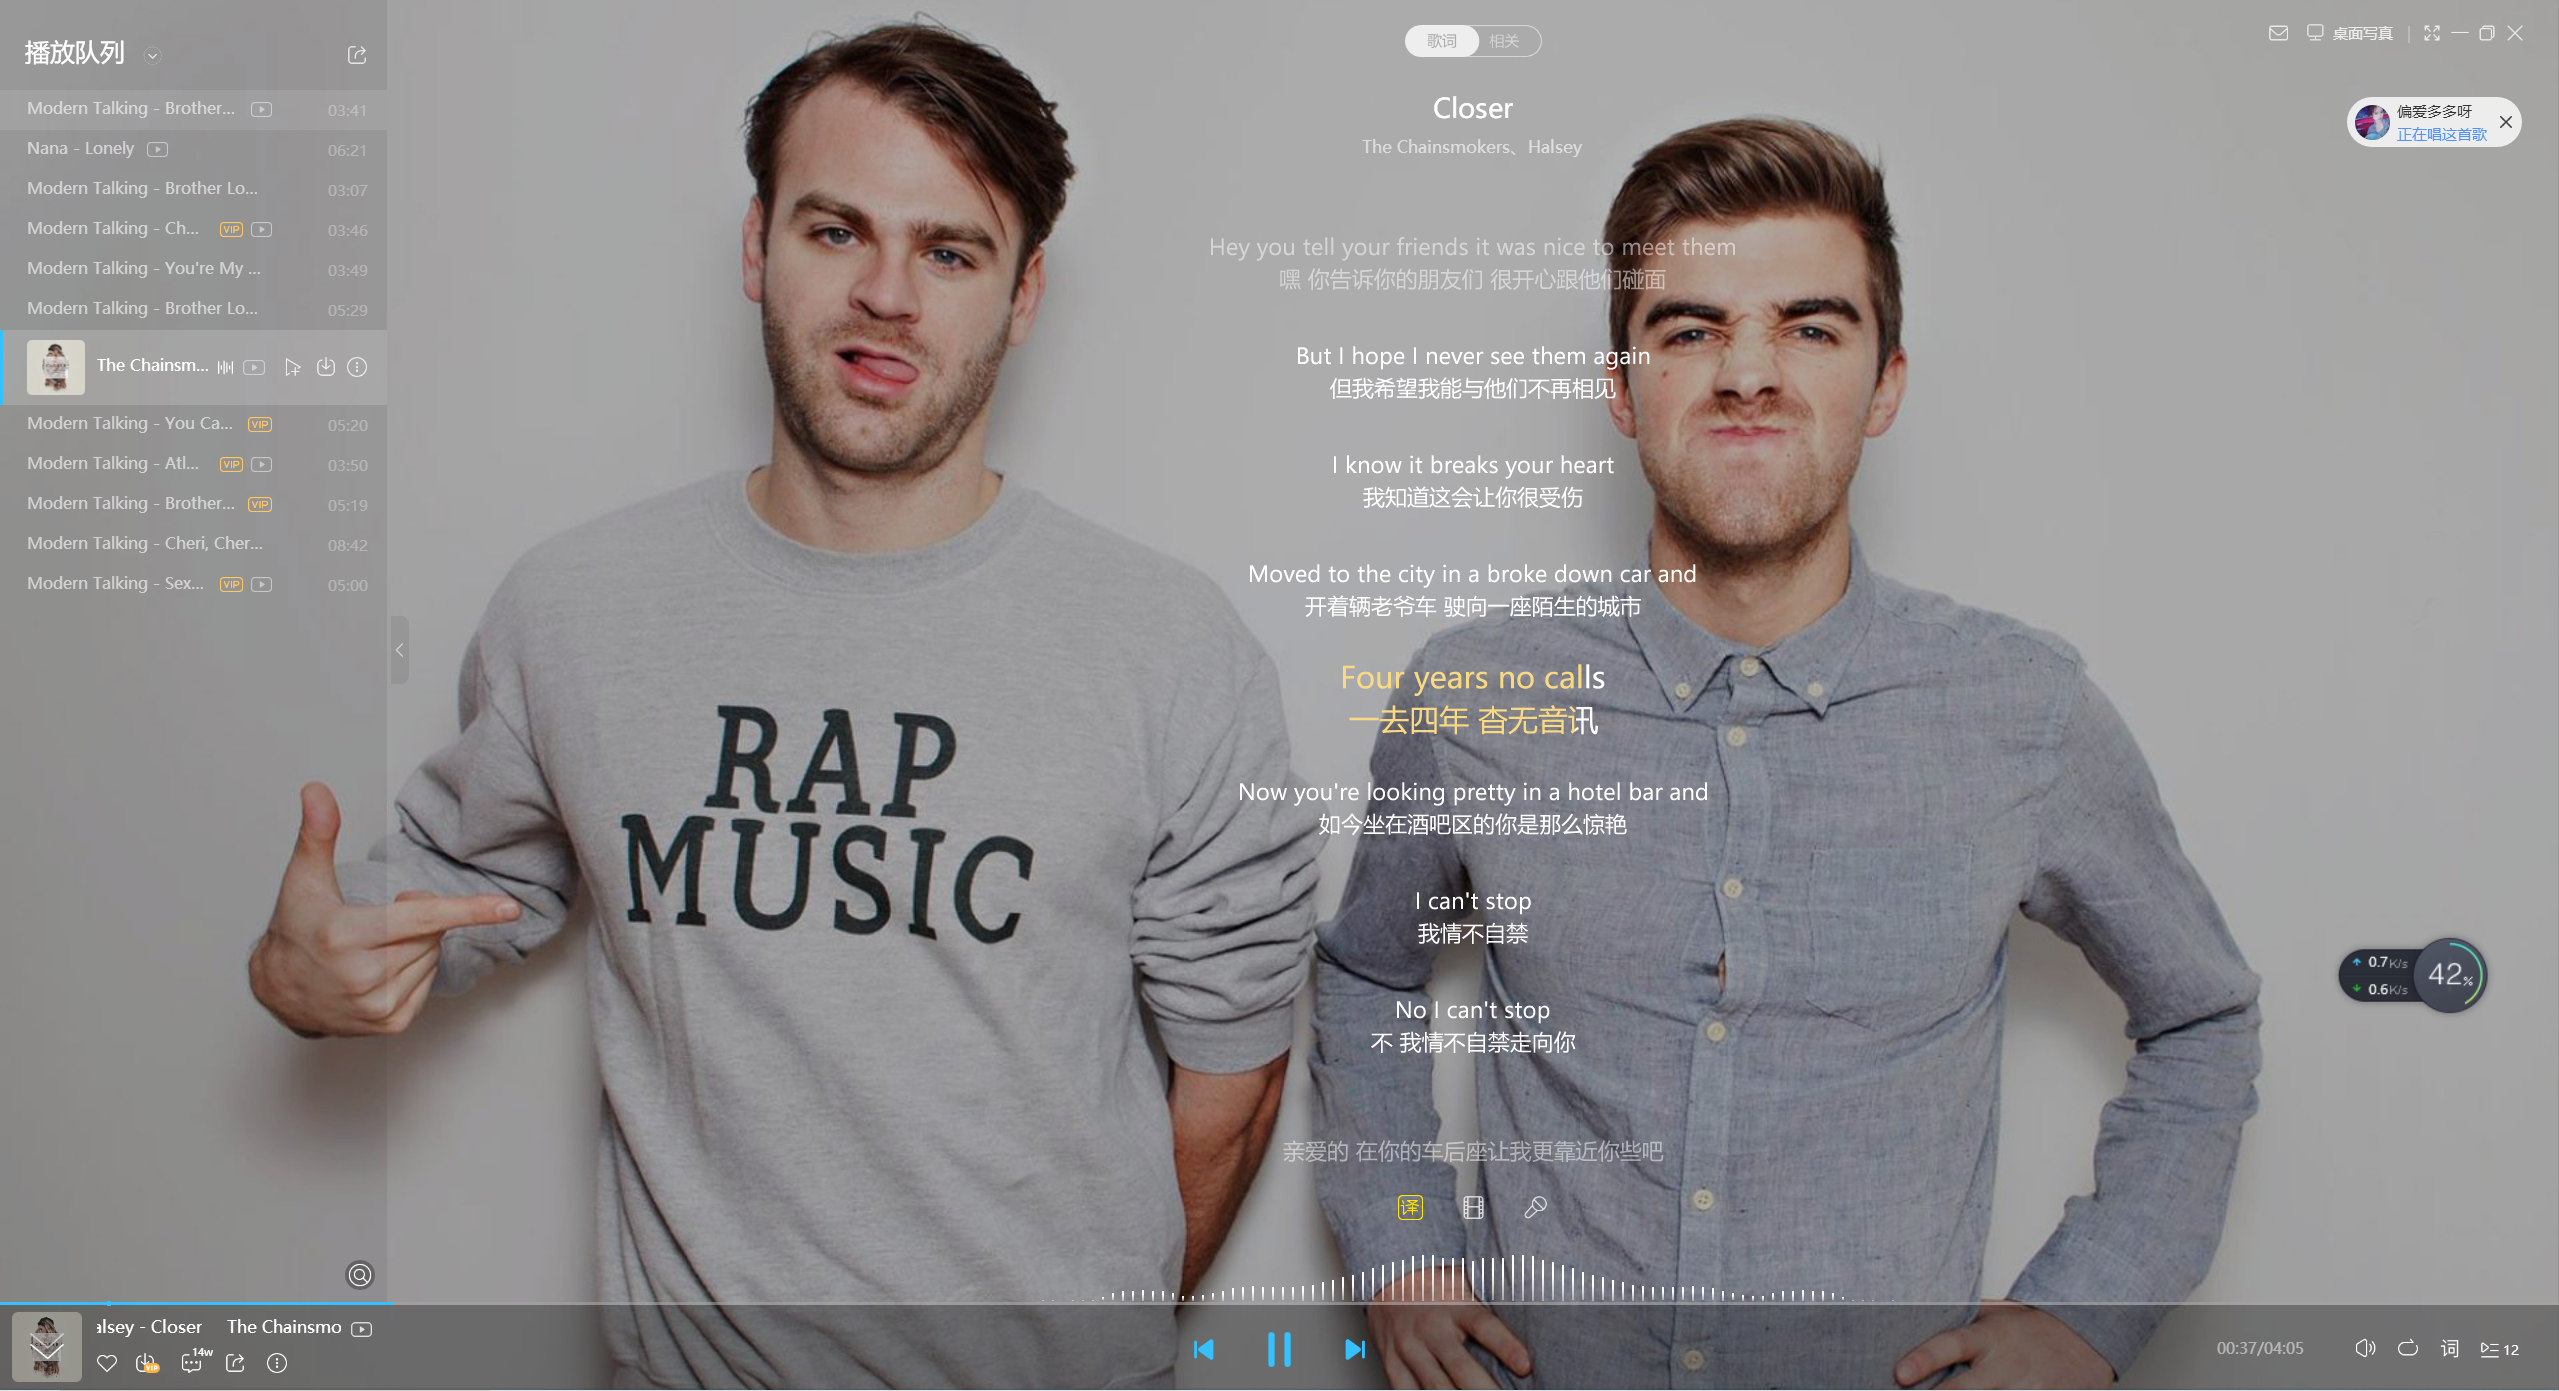 播放队列
Modern Talking - Brother... 03:41
Nana - Lonely 06:21
Modern Talking - Brother Lo... 03:07
Modern Talking - Ch... VIP 03:46
Modern Talking - You're My ... 03:49
Modern Talking - Brother Lo... 05:29
The Chainsm...
Modern Talking - You Ca... VIP 05:20
Modern Talking - Atl... VIP 03:50
Modern Talking - Brother... VIP 05:19
Modern Talking - Cheri, Cher... 08:42
Modern Talking - Sex... VIP 05:00
歌词 相关
桌面写真
偏爱多多呀
正在唱这首歌
Closer
The Chainsmokers、Halsey
Hey you tell your friends it was nice to meet them
嘿 你告诉你的朋友们 很开心跟他们碰面
But I hope I never see them again
但我希望我能与他们不再相见
I know it breaks your heart
我知道这会让你很受伤
Moved to the city in a broke down car and
开着辆老爷车 驶向一座陌生的城市
Four years no calls
一去四年 杳无音讯
Now you're looking pretty in a hotel bar and
如今坐在酒吧区的你是那么惊艳
I can't stop
我情不自禁
No I can't stop
不 我情不自禁走向你
亲爱的 在你的车后座让我更靠近你些吧
译
RAP
MUSIC
0.7K/s
0.6K/s
42%
alsey - Closer The Chainsmo
VIP 14w
00:37/04:05
词 12